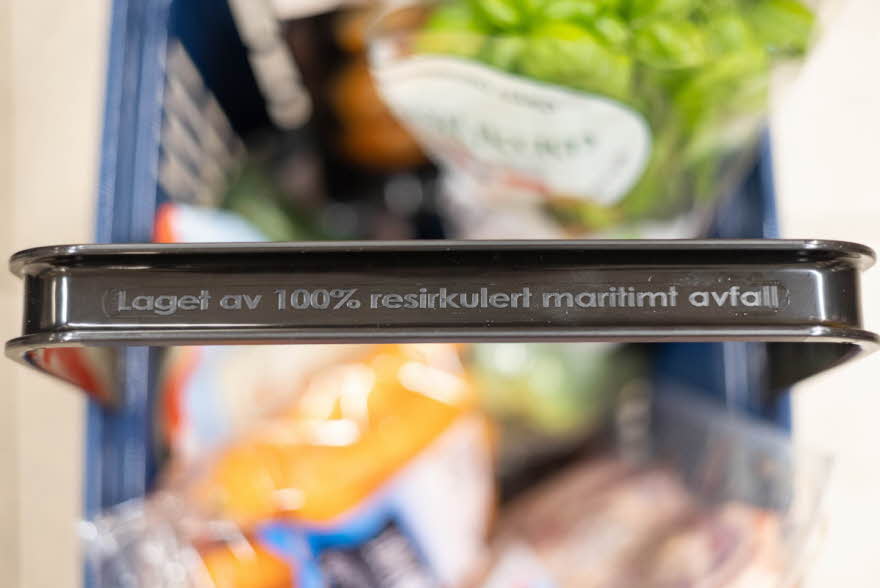 Laget av 100% resirkulert maritimt avfall